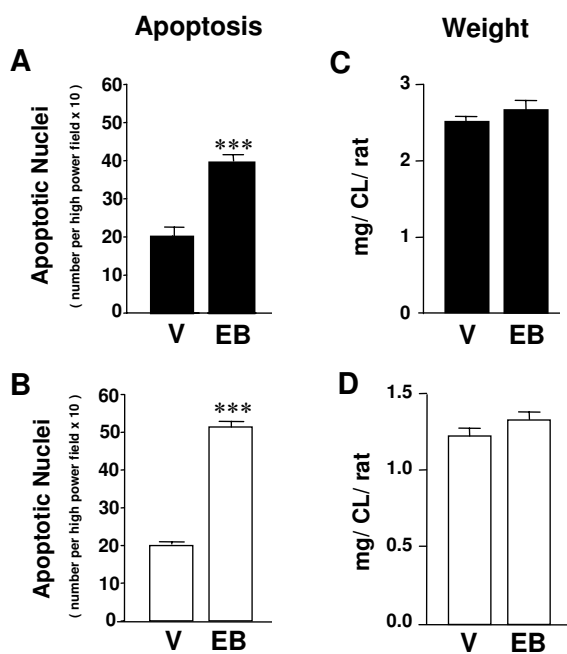 Apoptosis
Weight
A
Apoptotic Nuclei
( number per high power field x 10 )
60
50
40
30
20
10
0
***
V EB
C
mg/ CL/ rat
3
2
1
0
V EB
B
Apoptotic Nuclei
( number per high power field x 10 )
60
50
40
30
20
10
0
***
V EB
D
mg/ CL/ rat
1.5
1.0
0.5
0.0
V EB